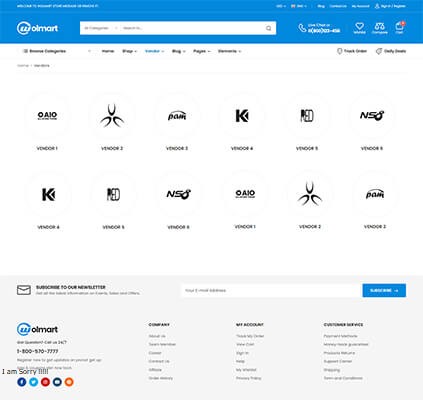 WELCOME TO WOLMART STORE MESSAGE OR REMOVE IT!
USD ENG Blog Contact Us My Account Sign In / Register
Wolmart All Categories Search in... Live Chat or : 0(800)123-456 Wishlist Compare Cart
Browse Categories Home Shop Vendor Blog Pages Elements Track Order Daily Deals
Home Vendors
OAIO K RED NS8
VENDOR 1 VENDOR 2 VENDOR 3 VENDOR 4 VENDOR 5 VENDOR 6
K RED NS8 OAIO
VENDOR 4 VENDOR 5 VENDOR 6 VENDOR 1 VENDOR 2 VENDOR 3
SUBSCRIBE TO OUR NEWSLETTER
Get all the latest information on Events, Sales and Offers.
Your E-mail Address SUBSCRIBE
Wolmart
Got Question? Call us 24/7
1-800-570-7777
Register now to get updates on pronot get up
I am Sorry !!!!!
COMPANY
About Us
Team Member
Career
Contact Us
Affiliate
Order History
MY ACCOUNT
Track My Order
View Cart
Sign In
Help
My Wishlist
Privacy Policy
CUSTOMER SERVICE
Payment Methods
Money-back guarantee!
Products Returns
Support Center
Shipping
Term and Conditions